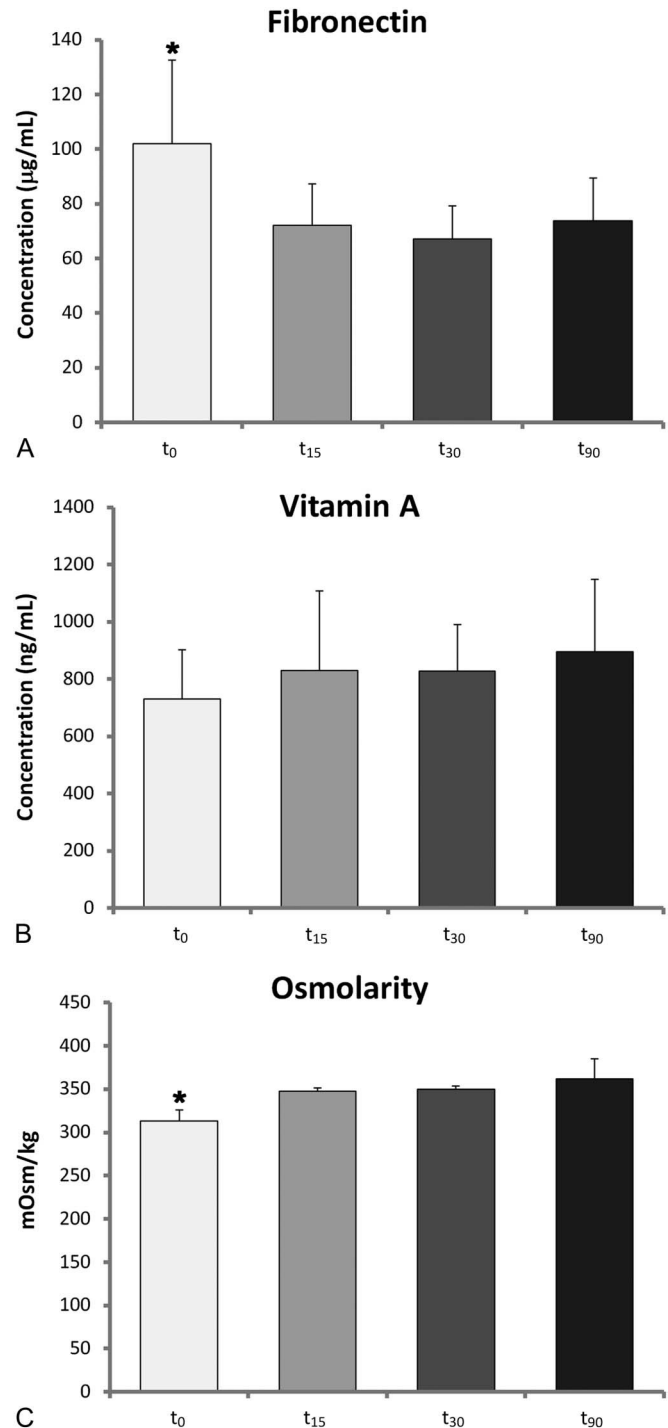 Fibronectin
140
120
100
80
60
40
20
0
Concentration (µg/mL)
*
A
t₀ t₁₅ t₃₀ t₉₀
Vitamin A
1400
1200
1000
800
600
400
200
0
Concentration (ng/mL)
B
t₀ t₁₅ t₃₀ t₉₀
Osmolarity
450
400
350
300
250
200
150
100
50
0
mOsm/kg
*
C
t₀ t₁₅ t₃₀ t₉₀